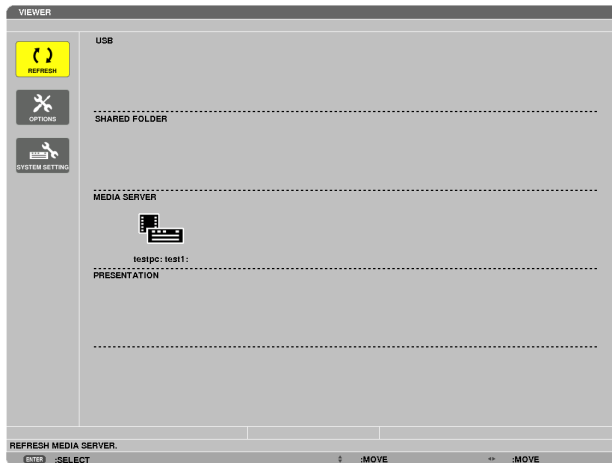 VIEWER
USB
REFRESH
OPTIONS
SHARED FOLDER
SYSTEM SETTING
MEDIA SERVER
testpc: test1:
PRESENTATION
REFRESH MEDIA SERVER.
ENTER :SELECT :MOVE :MOVE